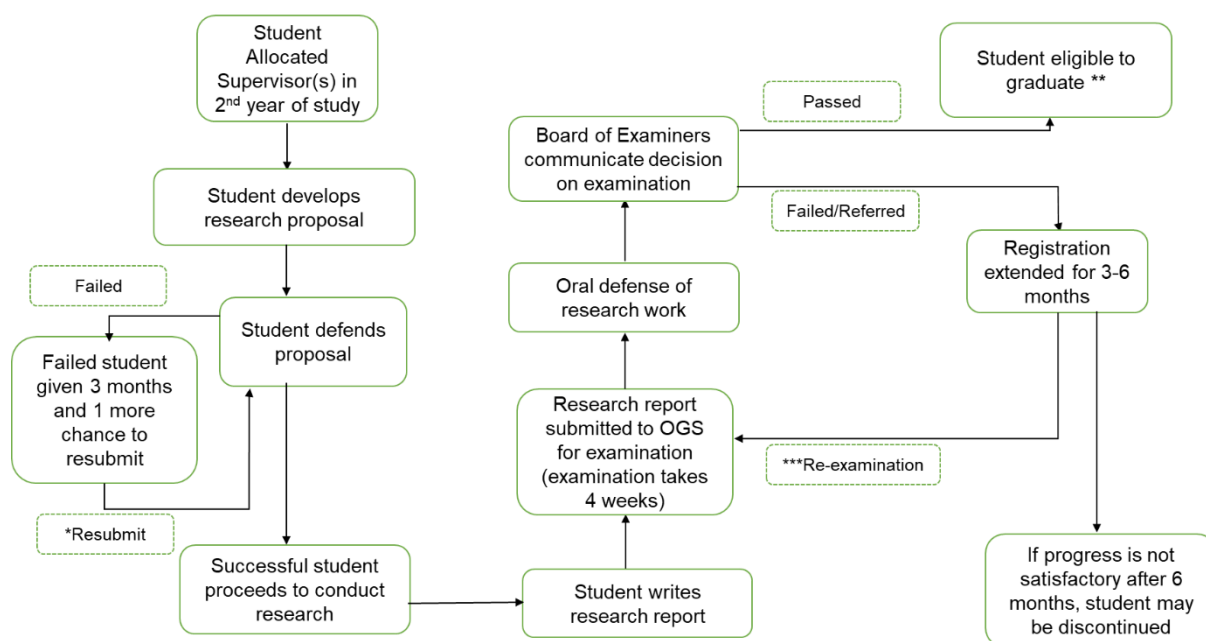 Student
Allocated
Supervisor(s) in
2nd year of study
Student develops
research proposal
Failed
Student defends
proposal
Failed student
given 3 months
and 1 more
chance to
resubmit
*Resubmit
Successful student
proceeds to conduct
research
Student writes
research report
Research report
submitted to OGS
for examination
(examination takes
4 weeks)
Oral defense of
research work
Board of Examiners
communicate decision
on examination
Passed
Student eligible to
graduate **
Failed/Referred
Registration
extended for 3-6
months
***Re-examination
If progress is not
satisfactory after 6
months, student may
be discontinued